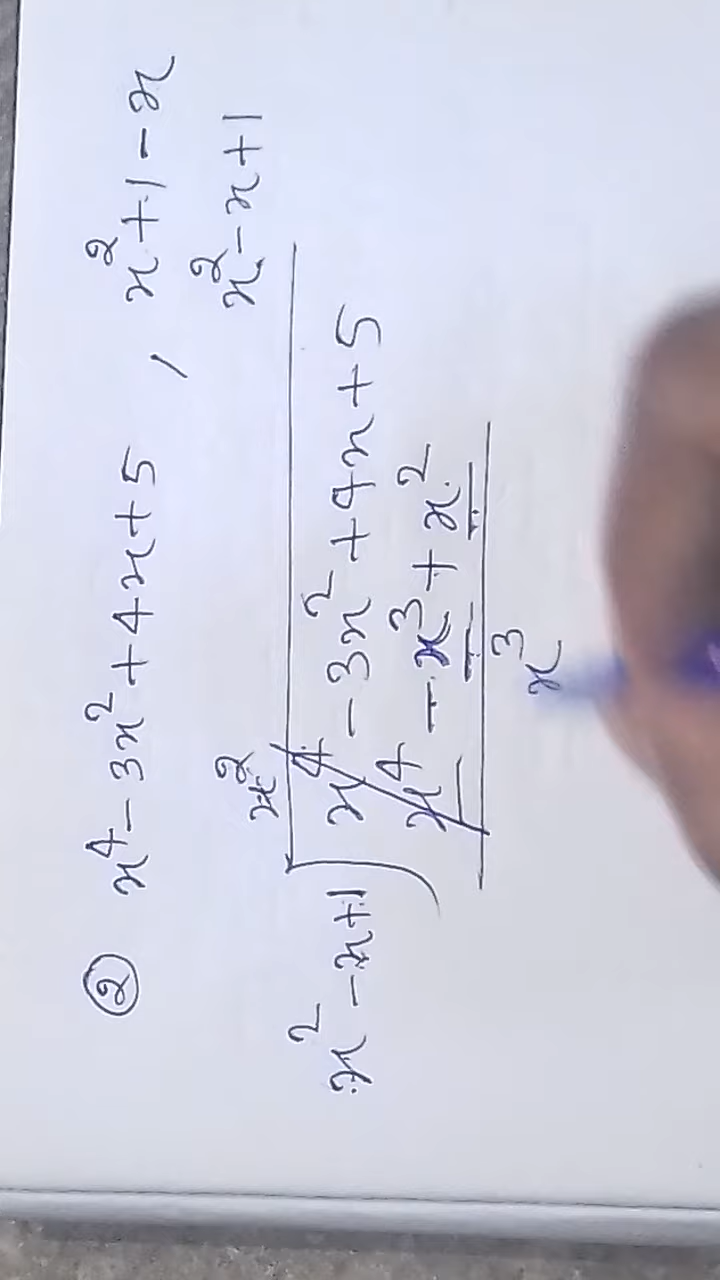 ② x⁴ - 3x² + 4x + 5 , x² + 1 - x
x² - x + 1
x²
x² - x + 1 ) x⁴ - 3x² + 4x + 5
x⁴ - x³ + x²
- - -
x³